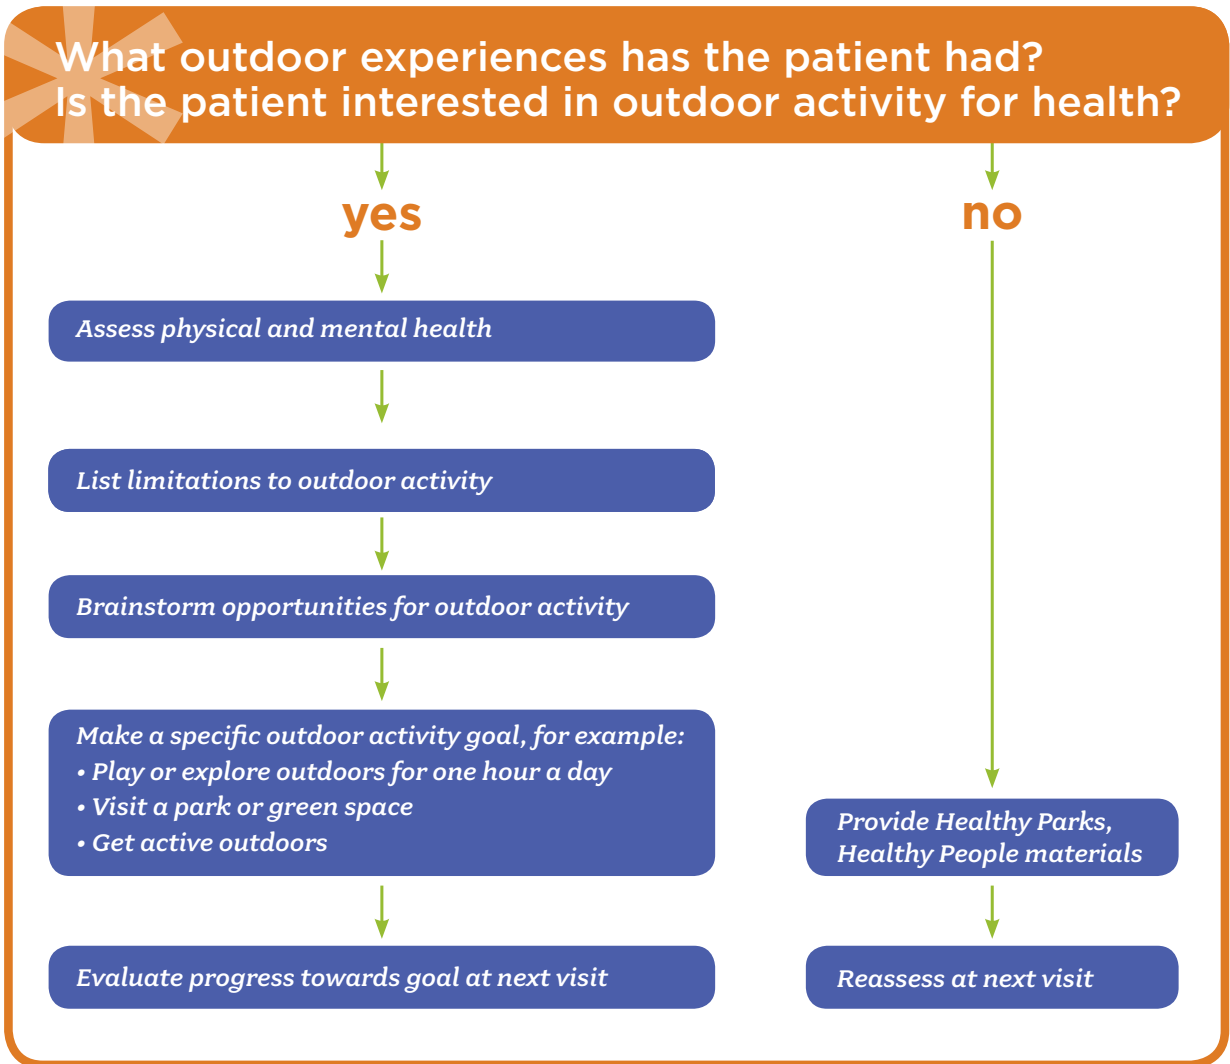 What outdoor experiences has the patient had?
Is the patient interested in outdoor activity for health?
yes
Assess physical and mental health
List limitations to outdoor activity
Brainstorm opportunities for outdoor activity
Make a specific outdoor activity goal, for example:
• Play or explore outdoors for one hour a day
• Visit a park or green space
• Get active outdoors
Evaluate progress towards goal at next visit
no
Provide Healthy Parks,
Healthy People materials
Reassess at next visit